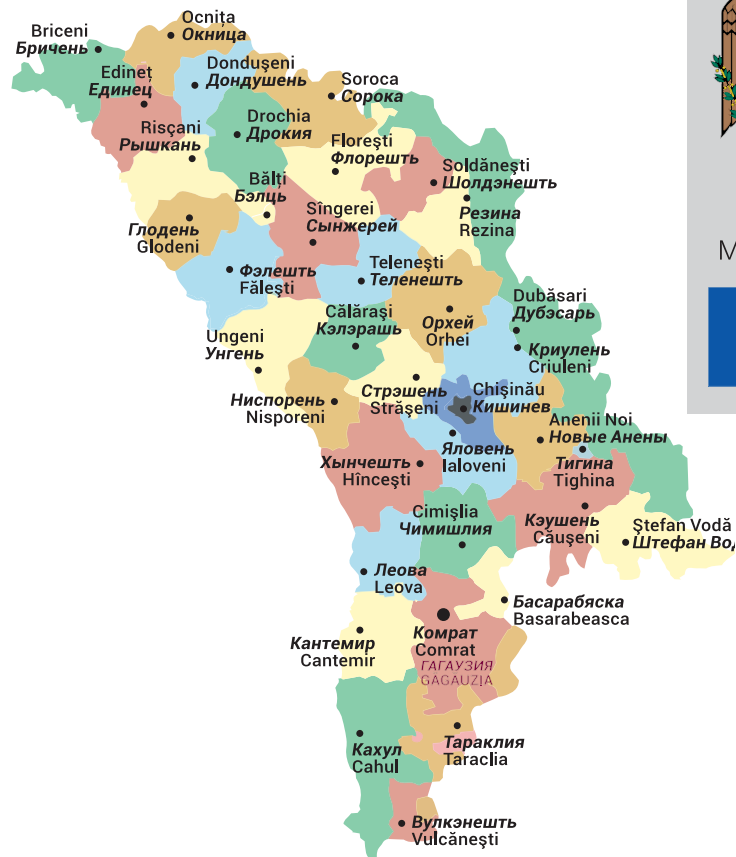 Ocnița
Окница
Briceni
Бричень
Edineț
Единец
Dondușeni
Дондушень
Soroca
Сорока
Drochia
Дрокия
Rișcani
Рышкань
Florești
Флорешть
Soldănești
Шолдэнешть
Bălți
Бэлць
Резина
Rezina
Sîngerei
Сынжерей
Глодень
Glodeni
Telenești
Теленешть
Фэлешть
Fălești
Dubăsari
Дубэсарь
Călărași
Кэлэрашь
Орхей
Orhei
Ungeni
Унгень
Криулень
Criuleni
Стрэшень
Strășeni
Chișinău
Кишинев
Ниспорень
Nisporeni
Anenii Noi
Новые Анены
Яловень
Ialoveni
Хынчешть
Hîncești
Тигина
Tighina
Cimișlia
Чимишлия
Кэушень
Căușeni
Ștefan Vodă
Штефан Вод
Леова
Leova
Басарабяска
Basarabeasca
Кантемир
Cantemir
Комрат
Comrat
ГАГАУЗИЯ
GAGAUZIA
Кахул
Cahul
Тараклия
Taraclia
Вулкэнешть
Vulcănești
M